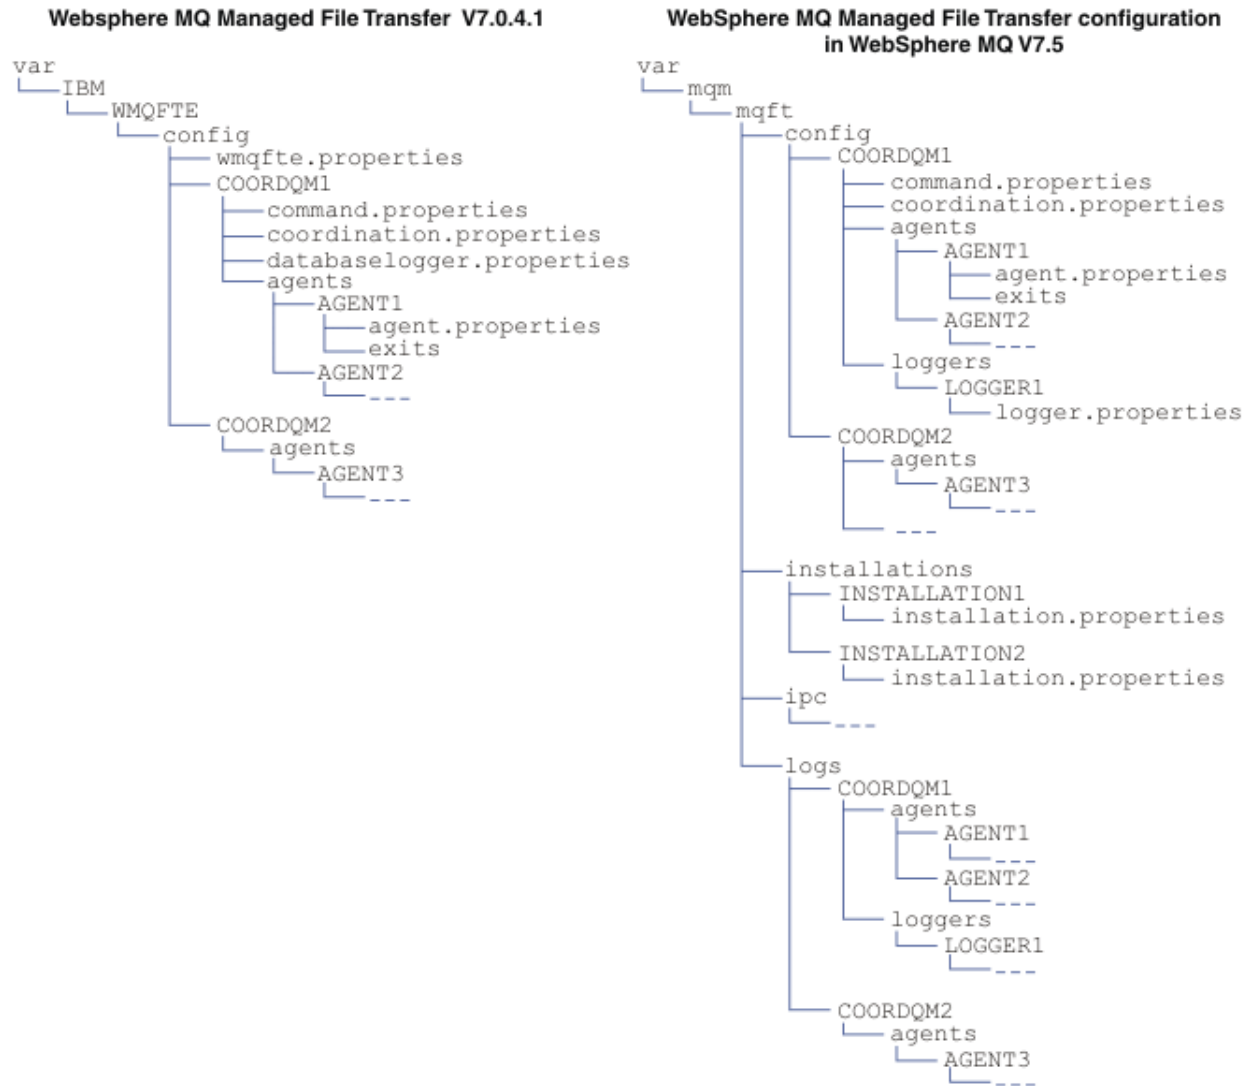 Websphere MQ Managed File Transfer V7.0.4.1
var
IBM
WMQFTE
config
wmqfte.properties
COORDQM1
command.properties
coordination.properties
databaselogger.properties
agents
AGENT1
agent.properties
exits
AGENT2
---
COORDQM2
agents
AGENT3
---
WebSphere MQ Managed File Transfer configuration
in WebSphere MQ V7.5
var
mqm
mqft
config
COORDQM1
command.properties
coordination.properties
agents
AGENT1
agent.properties
exits
AGENT2
---
loggers
LOGGER1
logger.properties
COORDQM2
agents
AGENT3
---
---
installations
INSTALLATION1
installation.properties
INSTALLATION2
installation.properties
ipc
---
logs
COORDQM1
agents
AGENT1
---
AGENT2
---
loggers
LOGGER1
---
COORDQM2
agents
AGENT3
---